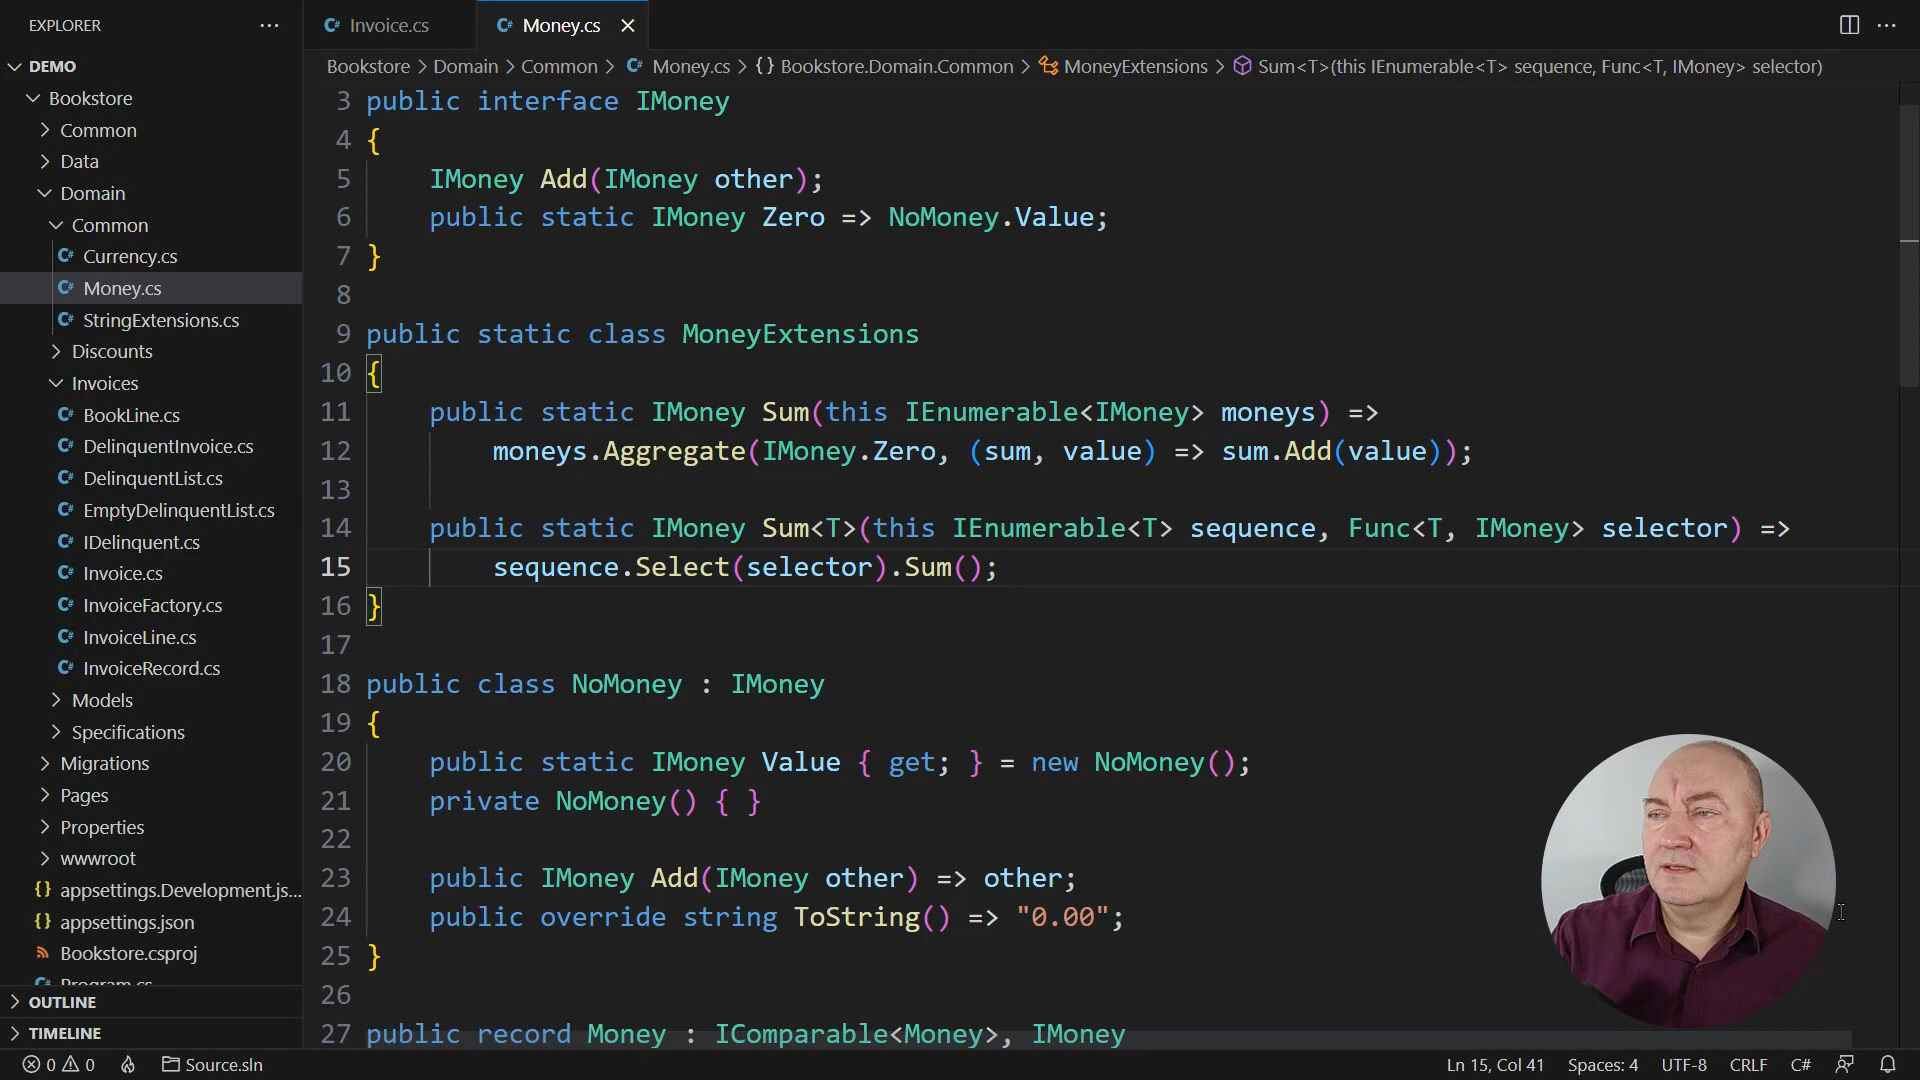 EXPLORER
DEMO
Bookstore
Common
Data
Domain
Common
Currency.cs
Money.cs
StringExtensions.cs
Discounts
Invoices
BookLine.cs
DelinquentInvoice.cs
DelinquentList.cs
EmptyDelinquentList.cs
IDelinquent.cs
Invoice.cs
InvoiceFactory.cs
InvoiceLine.cs
InvoiceRecord.cs
Models
Specifications
Migrations
Pages
Properties
wwwroot
appsettings.Development.js...
appsettings.json
Bookstore.csproj
Program.cs
OUTLINE
TIMELINE
Invoice.cs
Money.cs
Bookstore > Domain > Common > Money.cs > {} Bookstore.Domain.Common > MoneyExtensions > Sum<T>(this IEnumerable<T> sequence, Func<T, IMoney> selector)
3 public interface IMoney
4 {
5     IMoney Add(IMoney other);
6     public static IMoney Zero => NoMoney.Value;
7 }
8
9 public static class MoneyExtensions
10 {
11     public static IMoney Sum(this IEnumerable<IMoney> moneys) =>
12         moneys.Aggregate(IMoney.Zero, (sum, value) => sum.Add(value));
13
14     public static IMoney Sum<T>(this IEnumerable<T> sequence, Func<T, IMoney> selector) =>
15         sequence.Select(selector).Sum();
16 }
17
18 public class NoMoney : IMoney
19 {
20     public static IMoney Value { get; } = new NoMoney();
21     private NoMoney() { }
22
23     public IMoney Add(IMoney other) => other;
24     public override string ToString() => "0.00";
25 }
26
27 public record Money : IComparable<Money>, IMoney
0 0 Source.sln
Ln 15, Col 41 Spaces: 4 UTF-8 CRLF C#